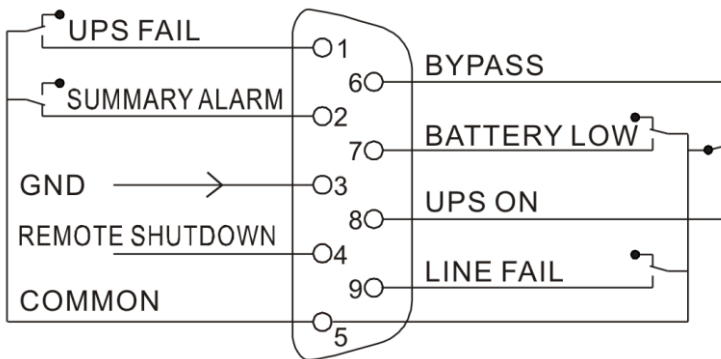 UPS FAIL
1
6
BYPASS
SUMMARY ALARM
2
7
BATTERY LOW
GND
3
8
UPS ON
REMOTE SHUTDOWN
4
9
LINE FAIL
COMMON
5